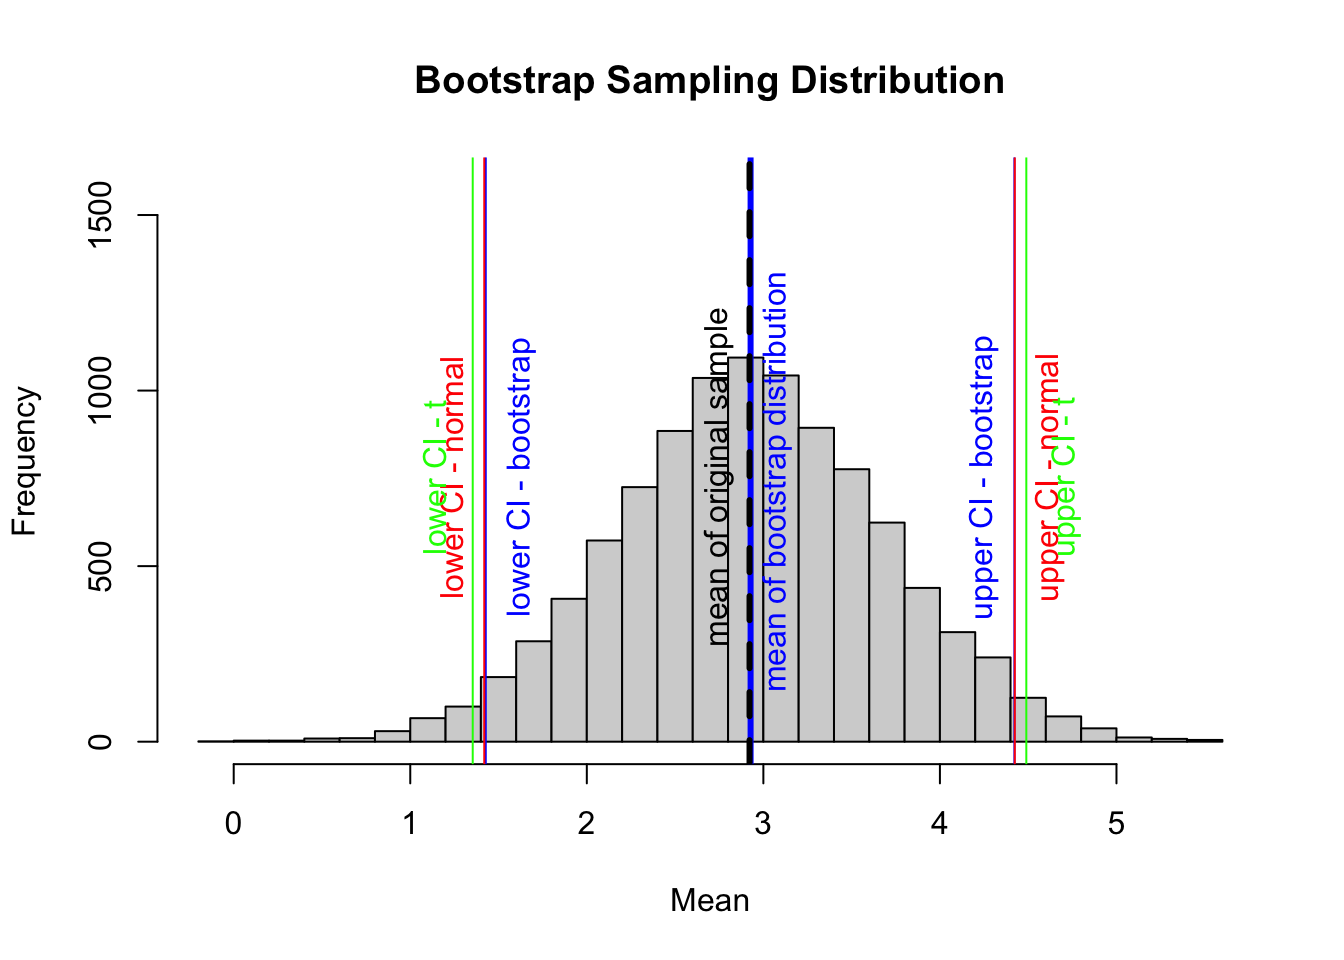 Bootstrap Sampling Distribution
Frequency
0
500
1000
1500
lower CI - t
lower CI - normal
lower CI - bootstrap
mean of original sample
mean of bootstrap distribution
upper CI - bootstrap
upper CI - normal
upper CI - t
0 1 2 3 4 5
Mean